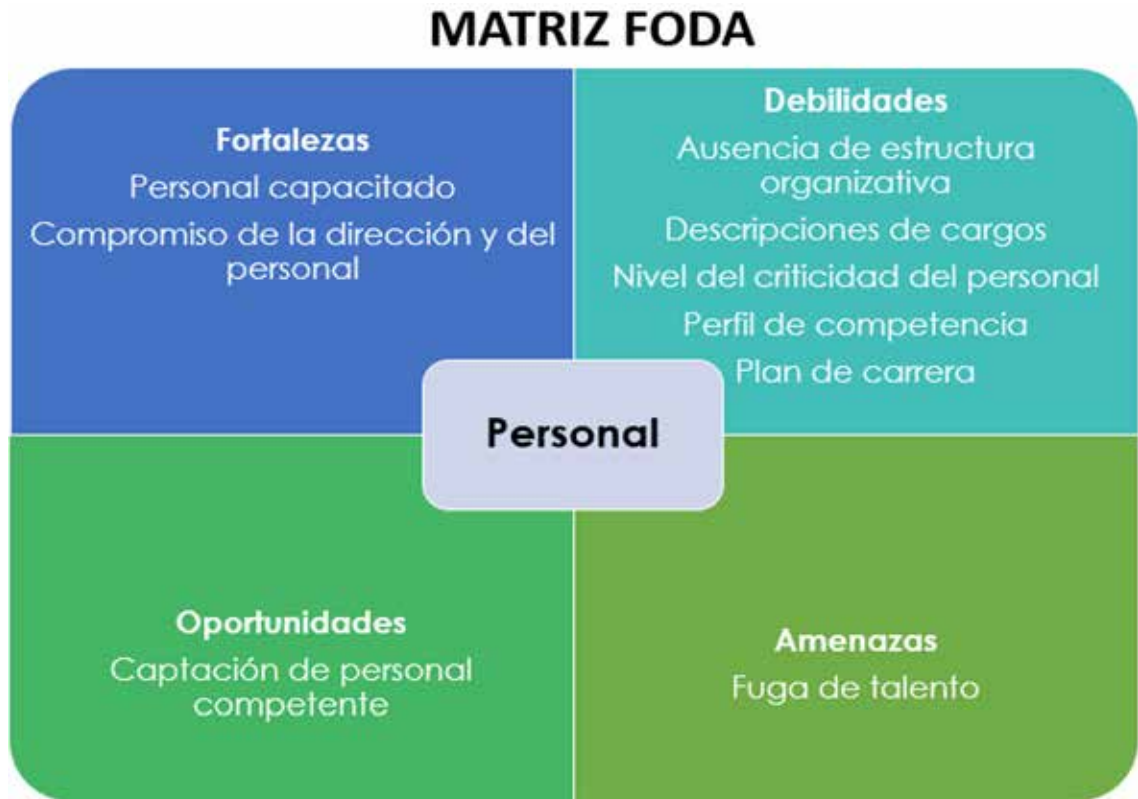 MATRIZ FODA
Fortalezas
Personal capacitado
Compromiso de la dirección y del
personal
Debilidades
Ausencia de estructura
organizativa
Descripciones de cargos
Nivel del criticidad del personal
Perfil de competencia
Plan de carrera
Personal
Oportunidades
Captación de personal
competente
Amenazas
Fuga de talento